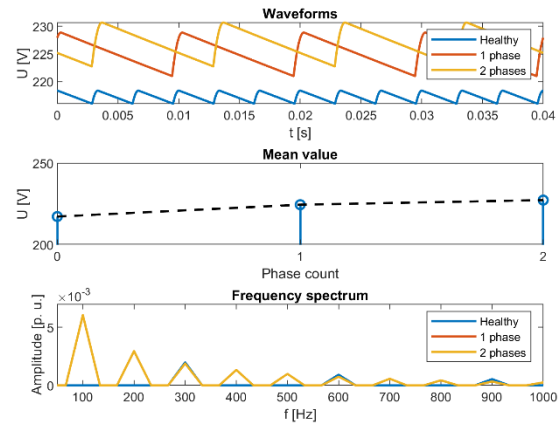 Waveforms
U [V]
230
225
220
Healthy
1 phase
2 phases
0 0.005 0.01 0.015 0.02 0.025 0.03 0.035 0.04
t [s]
Mean value
U [V]
250
200
0 1 2
Phase count
Frequency spectrum
×10⁻³
Amplitude [p. u.]
5
0
Healthy
1 phase
2 phases
100 200 300 400 500 600 700 800 900 1000
f [Hz]